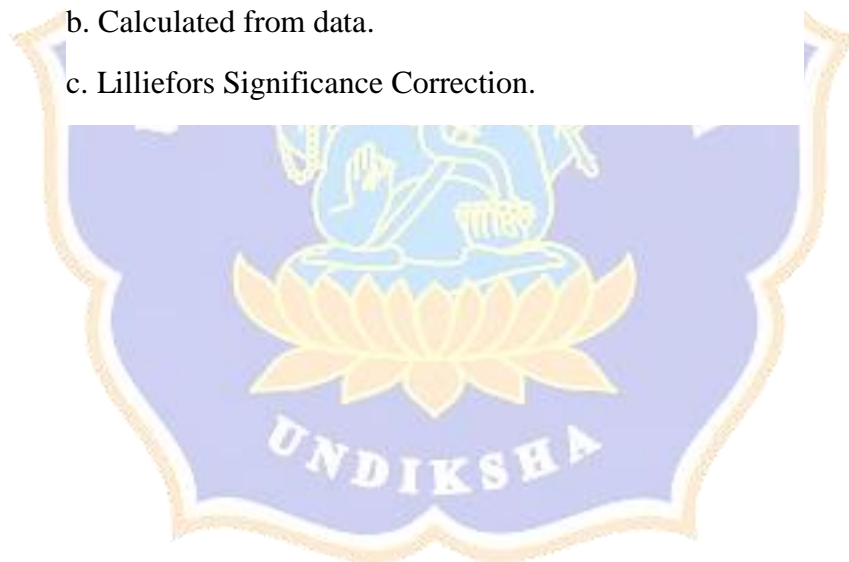 b. Calculated from data.
c. Lilliefors Significance Correction.
UNDIKSHA